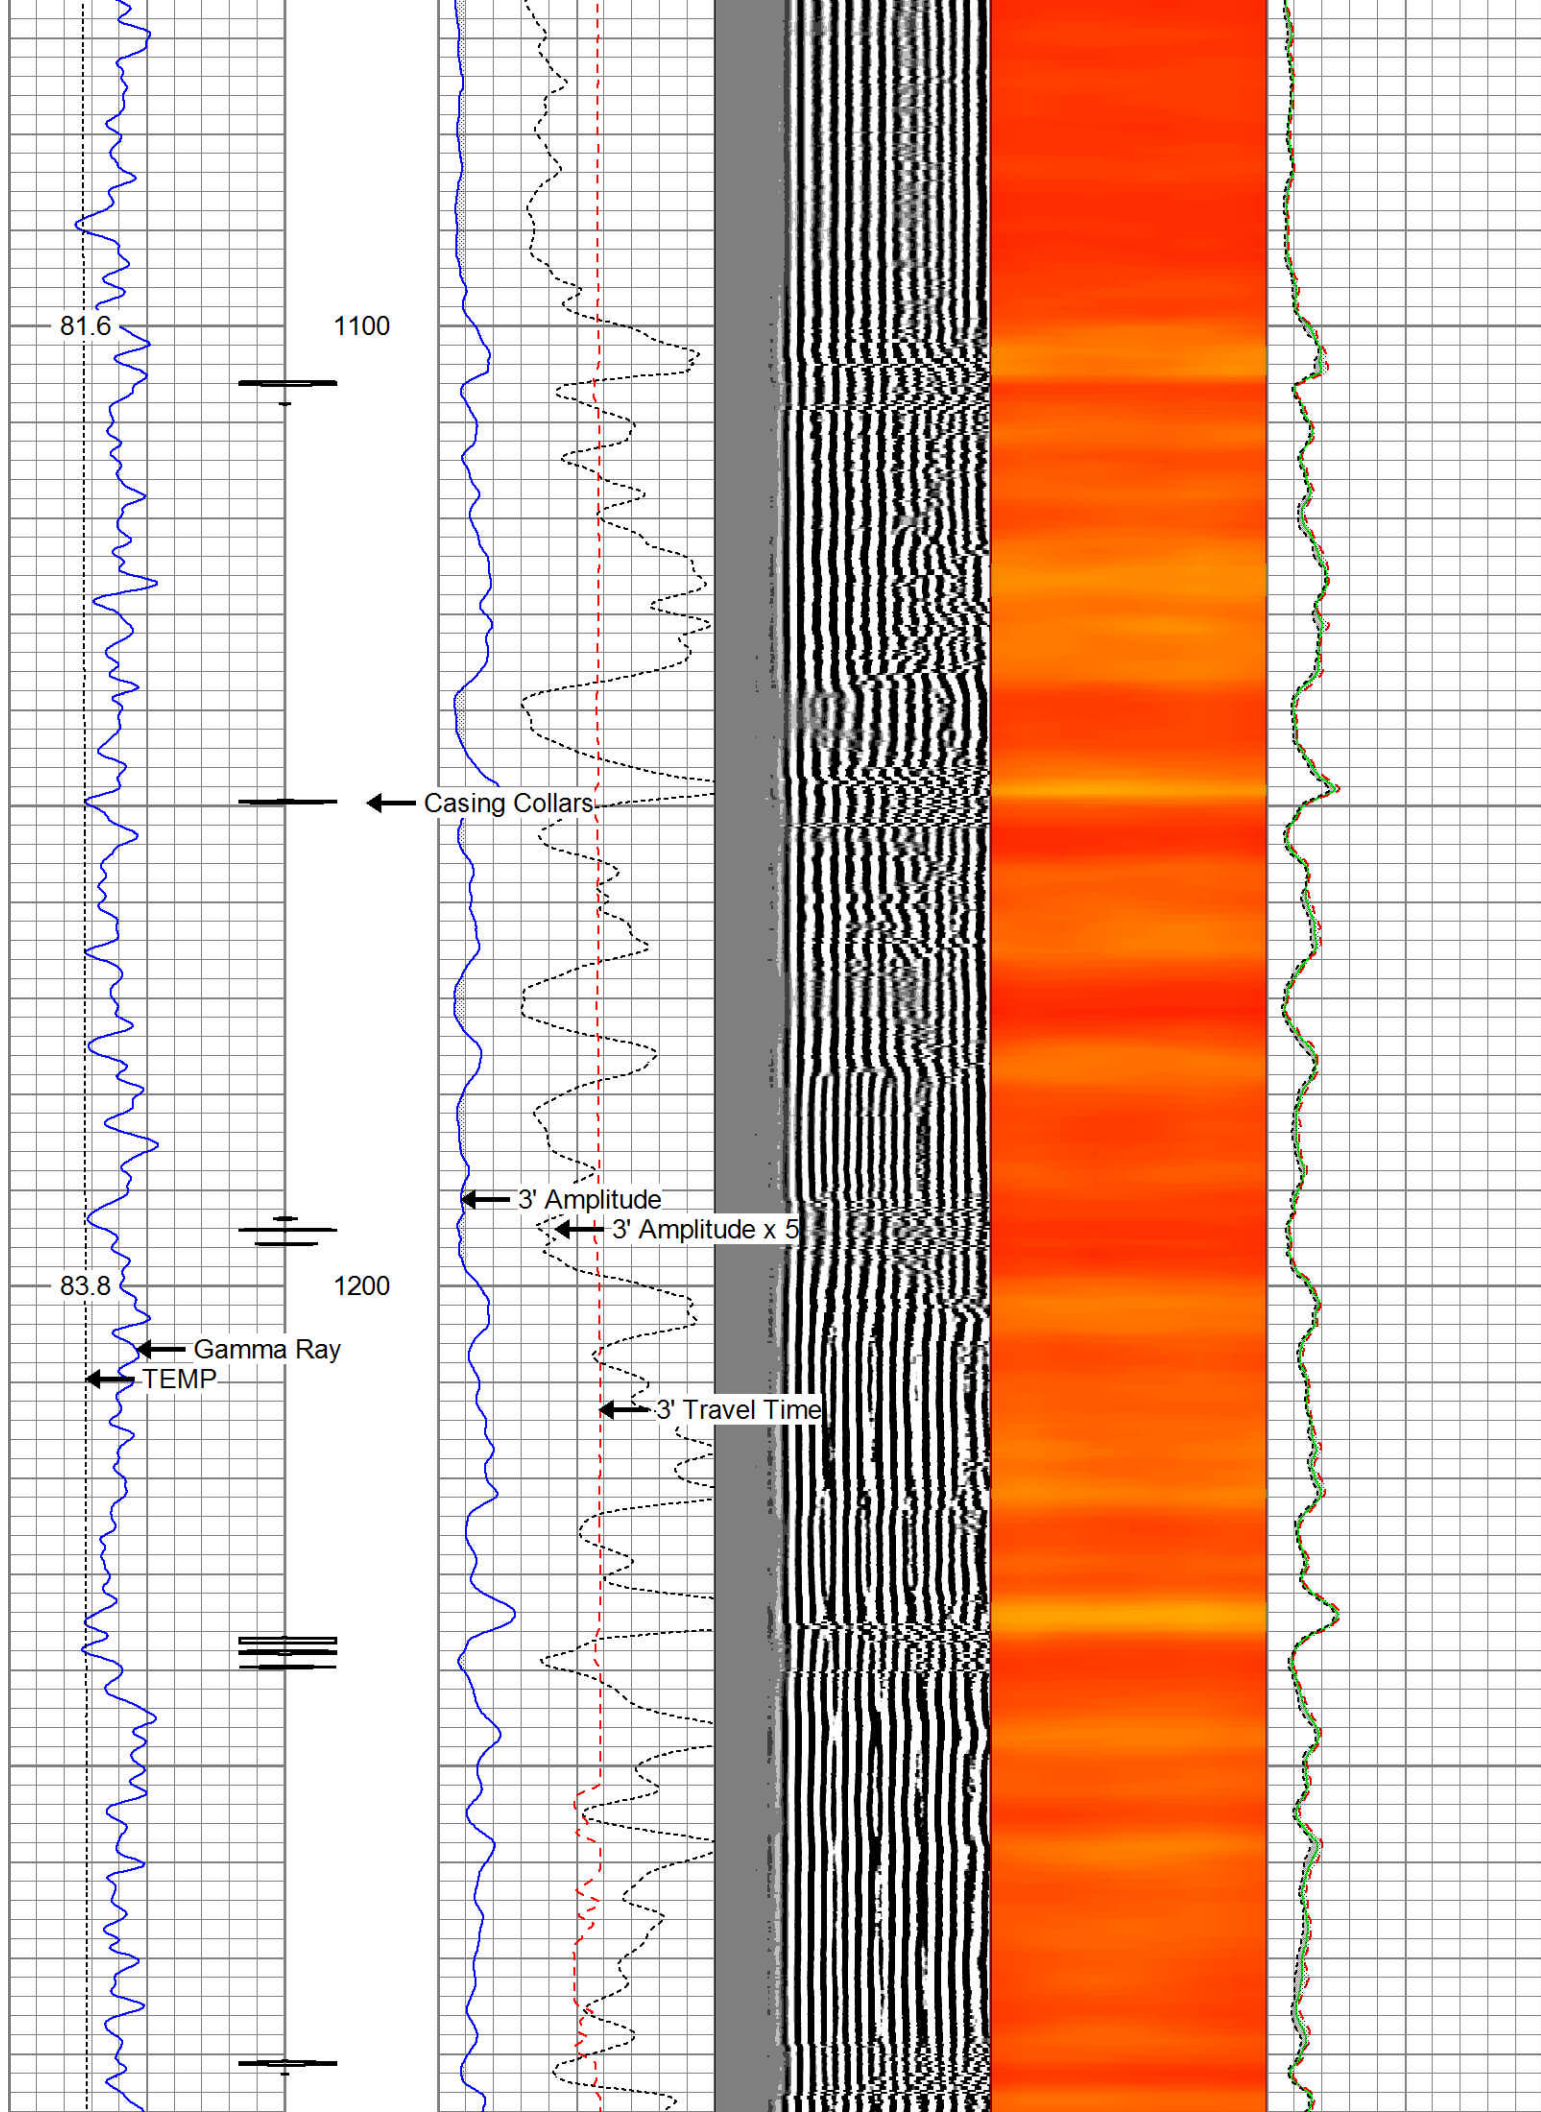 81.6
1100
Casing Collars
3' Amplitude
3' Amplitude x 5
83.8
1200
Gamma Ray
TEMP
3' Travel Time